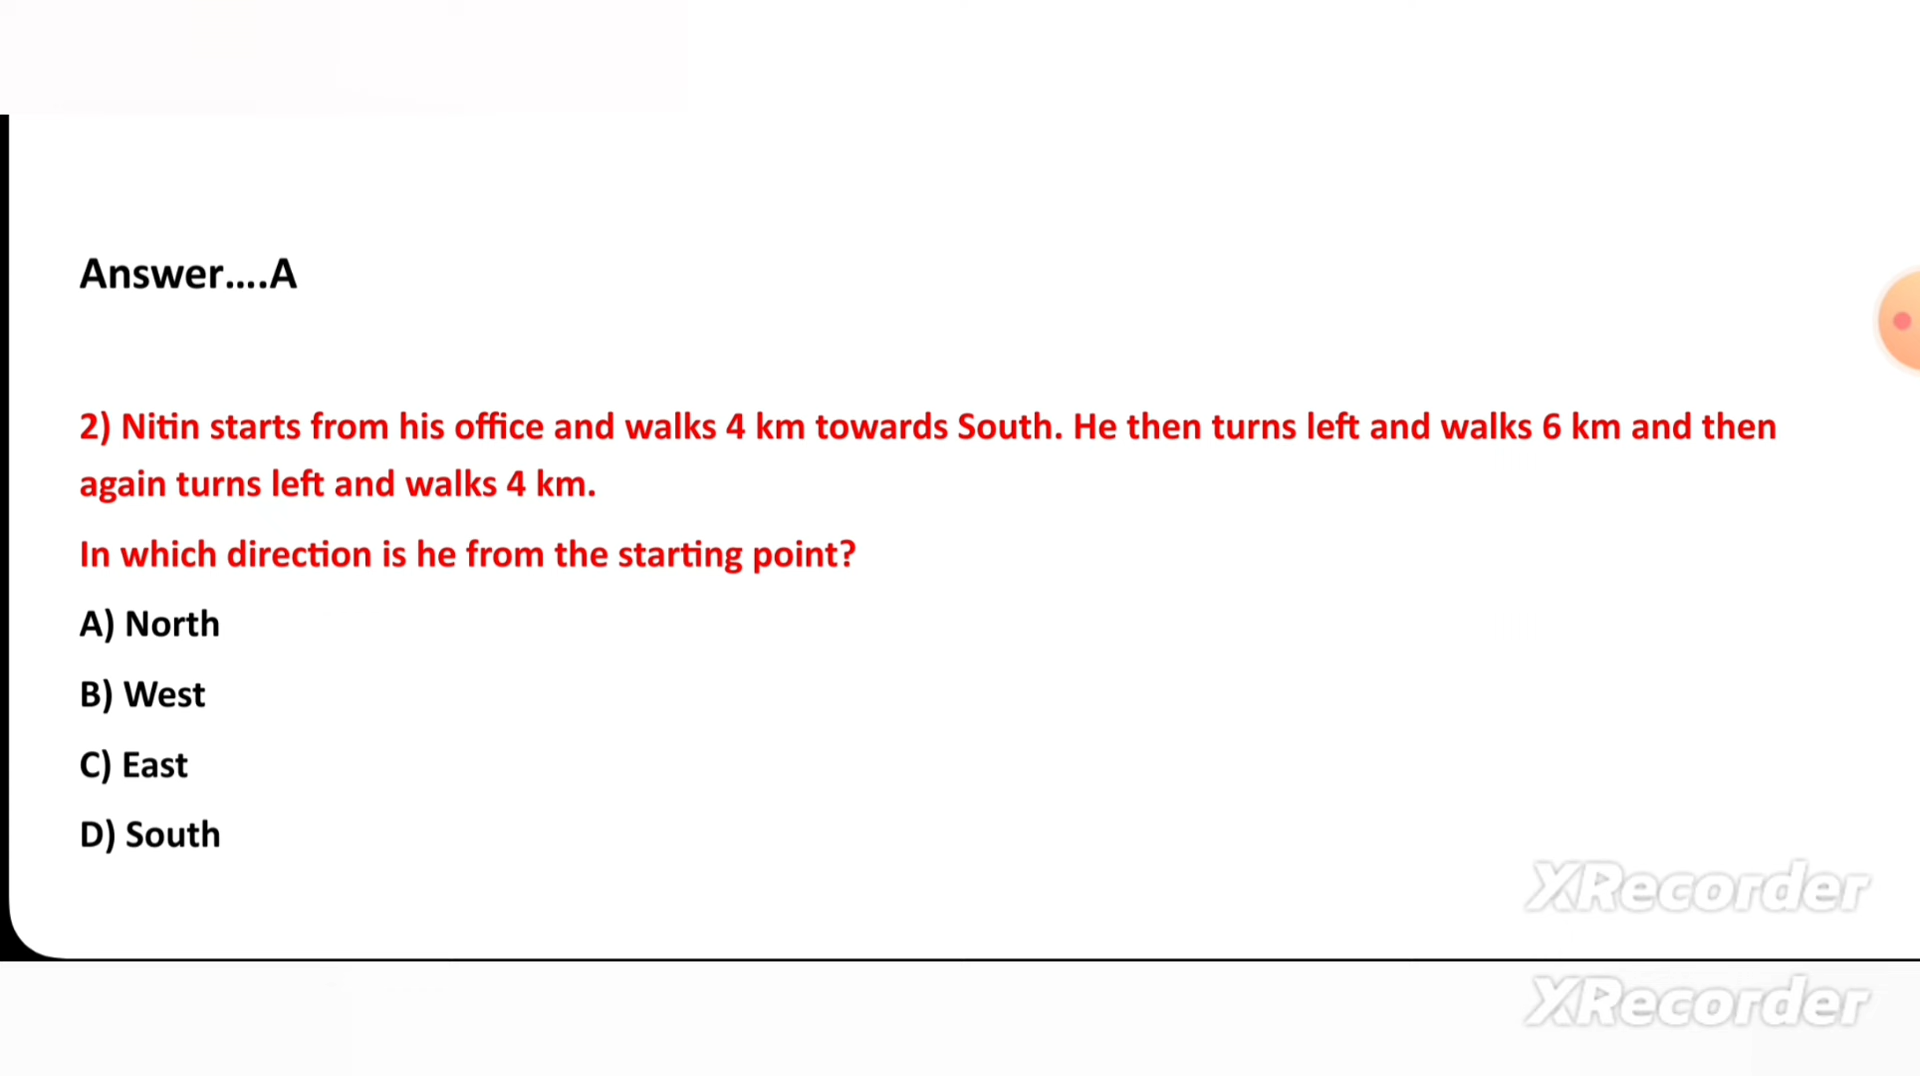 Answer....A
2) Nitin starts from his office and walks 4 km towards South. He then turns left and walks 6 km and then
again turns left and walks 4 km.
In which direction is he from the starting point?
A) North
B) West
C) East
D) South
XRecorder
XRecorder